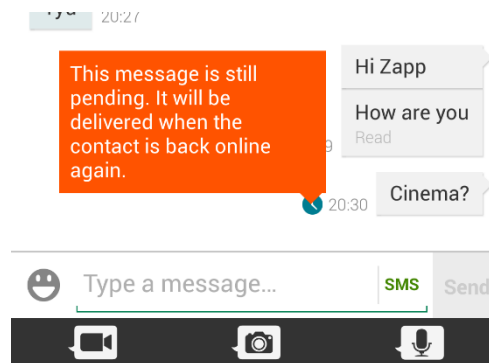 20:27
This message is still
pending. It will be
delivered when the
contact is back online
again.
Hi Zapp
How are you
Read
9
20:30
Cinema?
Type a message...
SMS
Send